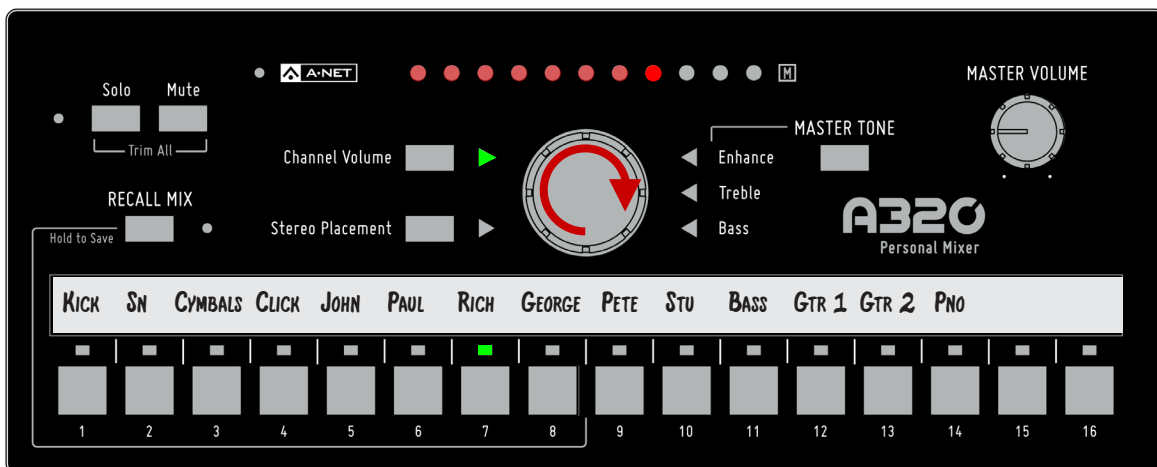 A-NET
M
MASTER VOLUME
Solo Mute
Trim All
MASTER TONE
Channel Volume
Enhance
Treble
RECALL MIX
Hold to Save
Stereo Placement
Bass
A320
Personal Mixer
KICK SN CYMBALS CLICK JOHN PAUL RICH GEORGE PETE STU BASS GTR 1 GTR 2 PNO
1 2 3 4 5 6 7 8 9 10 11 12 13 14 15 16